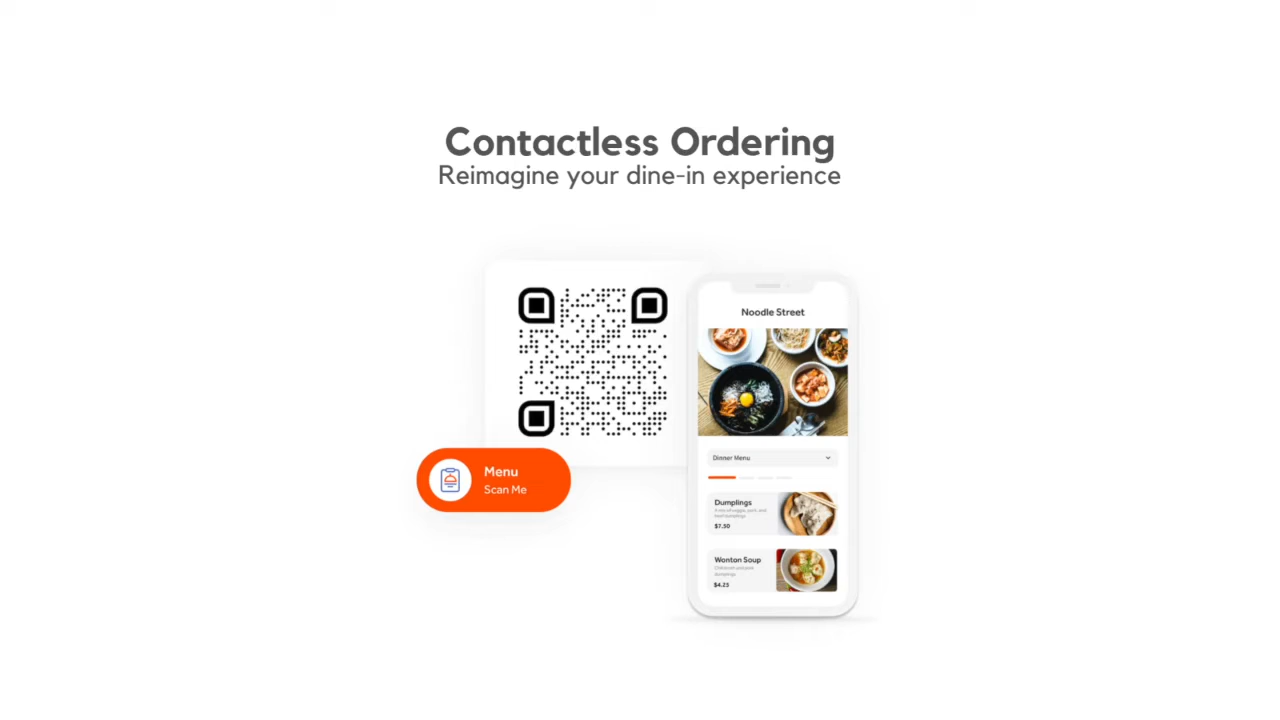 Contactless Ordering
Reimagine your dine-in experience
Noodle Street
Menu
Scan Me
Dinner Menu
Dumplings
$7.50
Wonton Soup
dumplings
$4.25